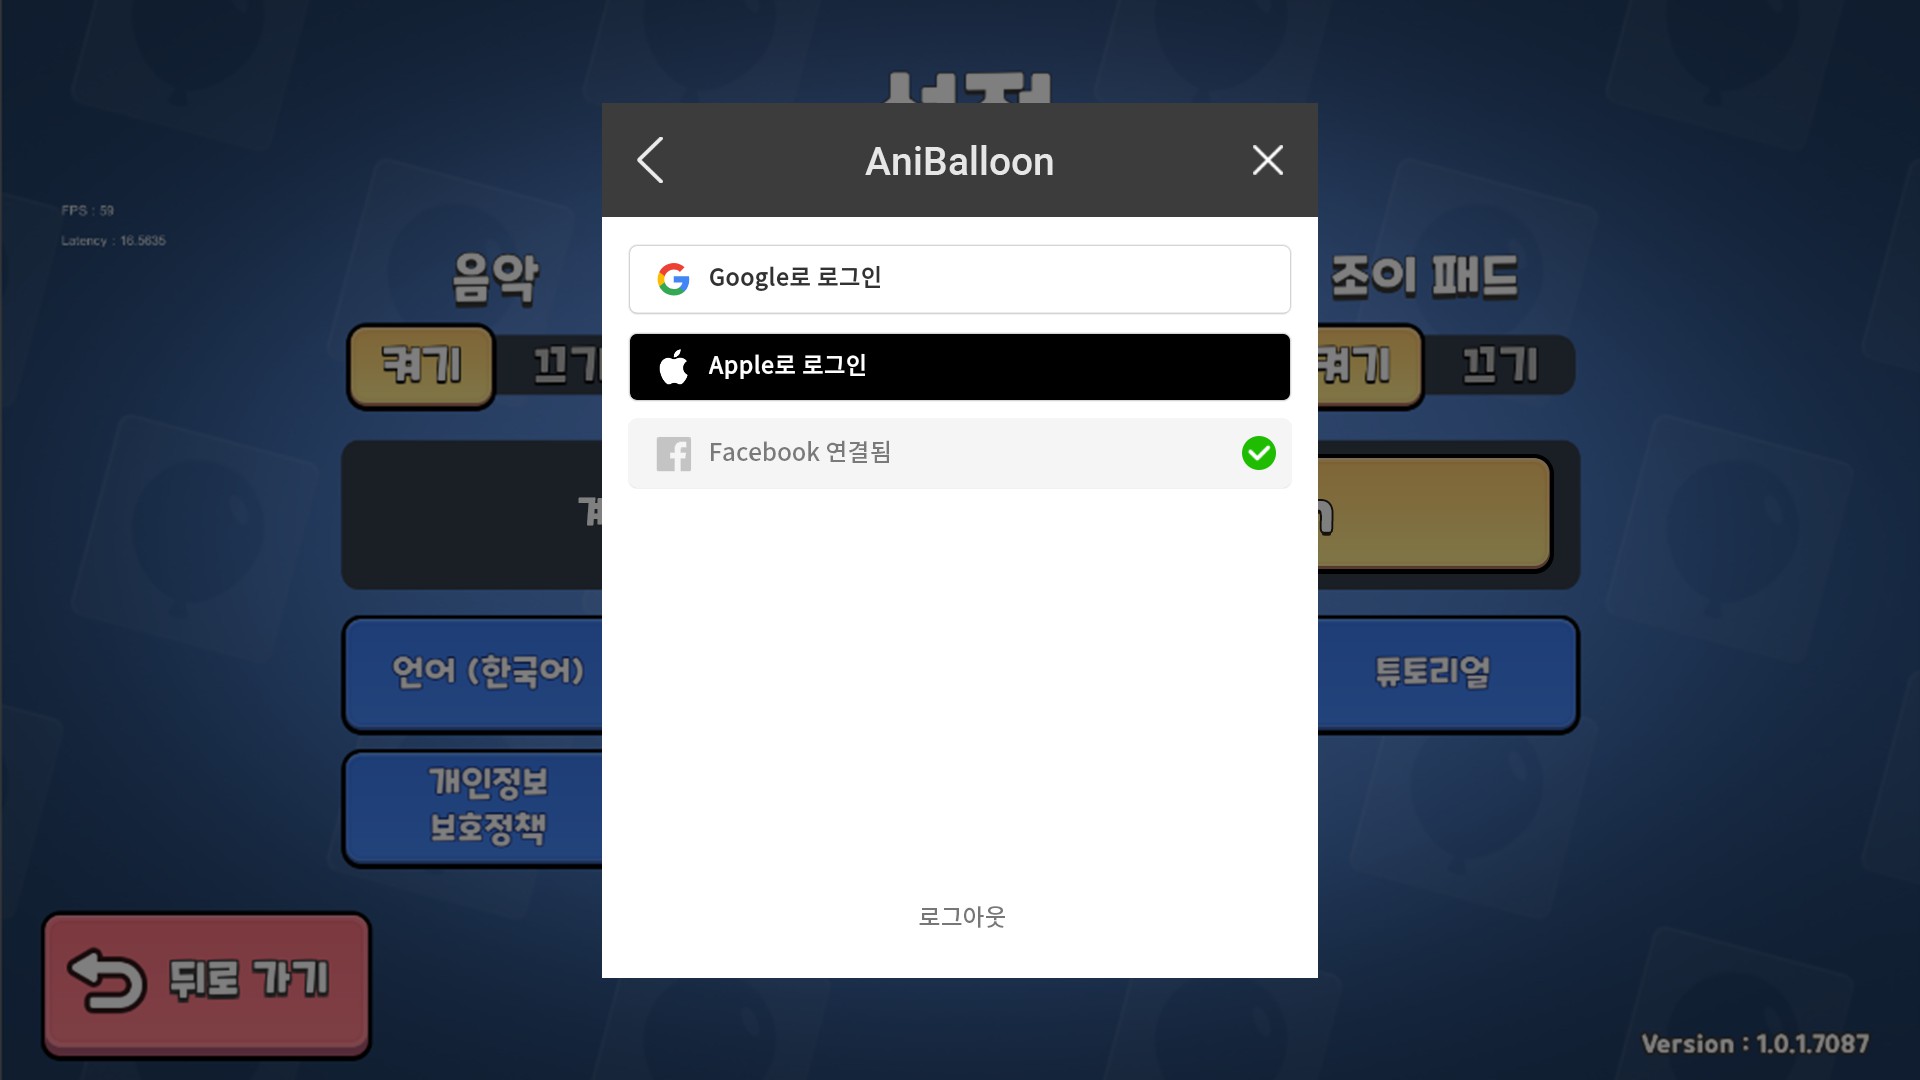 AniBalloon
FPS : 59
Latency : 16.5635
음악
조이 패드
켜기
끄기
켜기
끄기
Google로 로그인
Apple로 로그인
Facebook 연결됨
언어 (한국어)
튜토리얼
개인정보
보호정책
로그아웃
뒤로 가기
Version : 1.0.1.7087